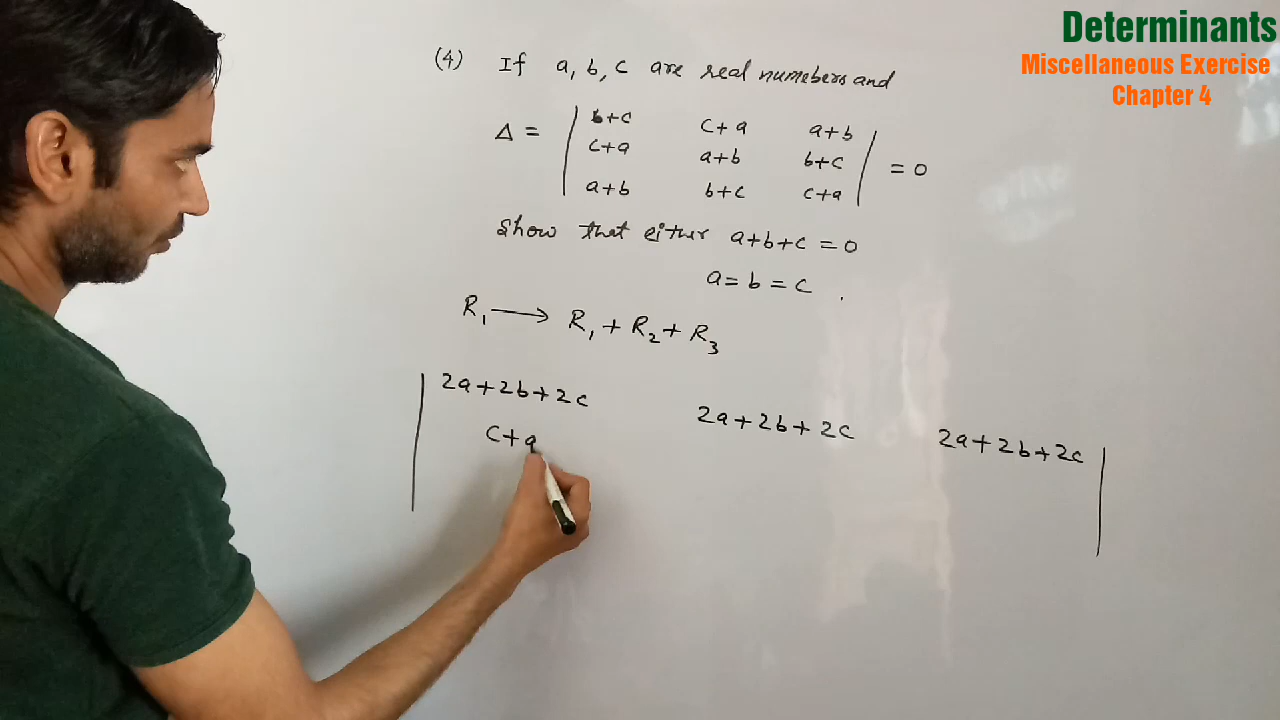 Determinants
Miscellaneous Exercise
Chapter 4
(4) If a, b, c are real numebers and
Δ = | b+c c+a a+b |
| c+a a+b b+c | = 0
| a+b b+c c+a |
Show that either a+b+c = 0
a = b = c .
R₁ ⟶ R₁ + R₂ + R₃
| 2a+2b+2c 2a+2b+2c 2a+2b+2c |
c+a